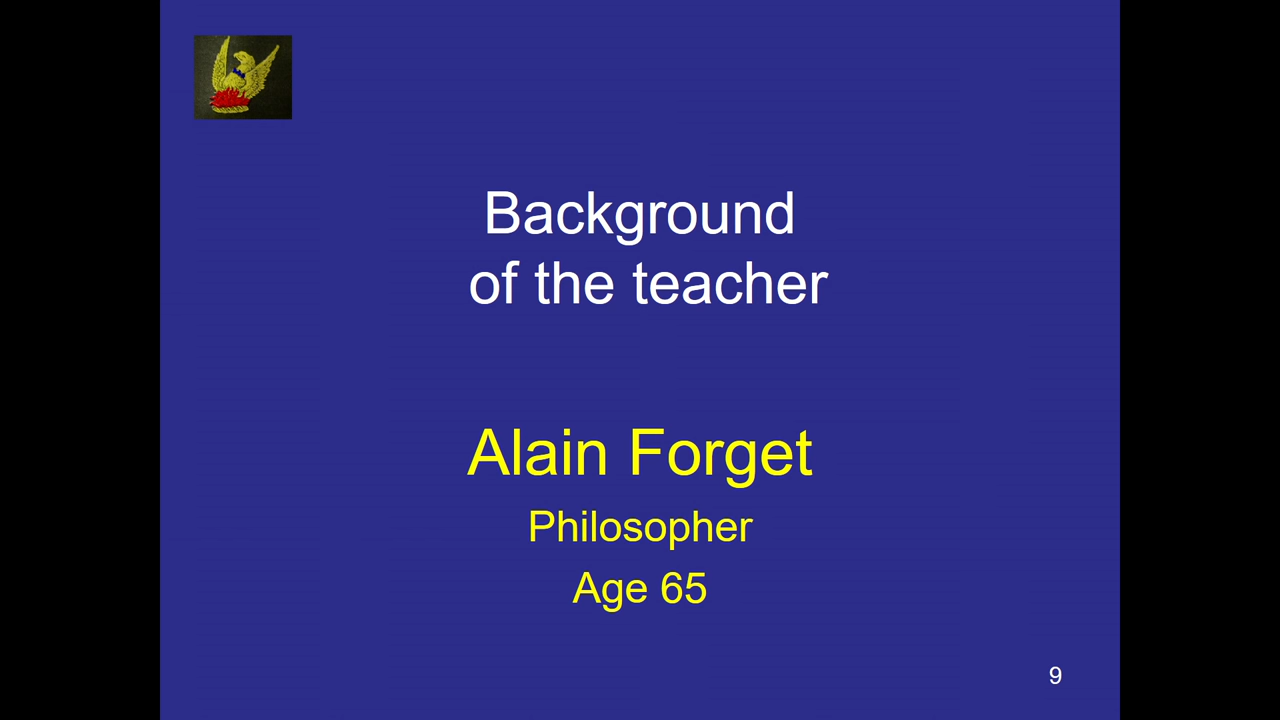 Background
of the teacher
Alain Forget
Philosopher
Age 65
9